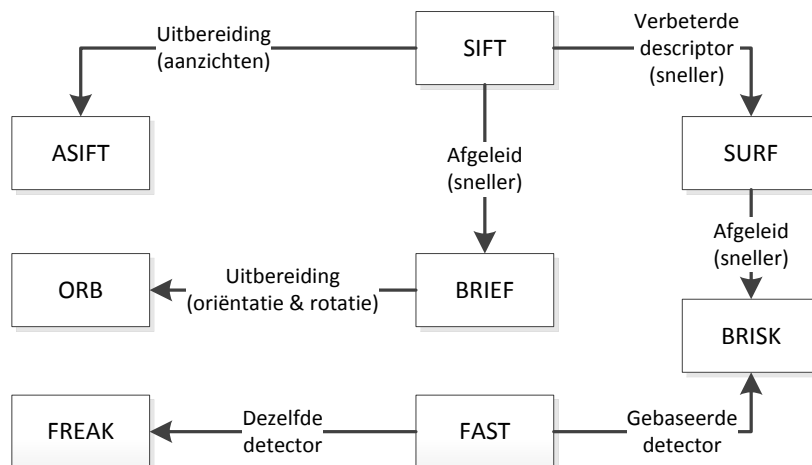 Uitbereiding
(aanzichten)
SIFT
Verbeterde
descriptor
(sneller)
ASIFT
Afgeleid
(sneller)
SURF
Afgeleid
(sneller)
ORB
Uitbereiding
(oriëntatie & rotatie)
BRIEF
BRISK
FREAK
Dezelfde
detector
FAST
Gebaseerde
detector